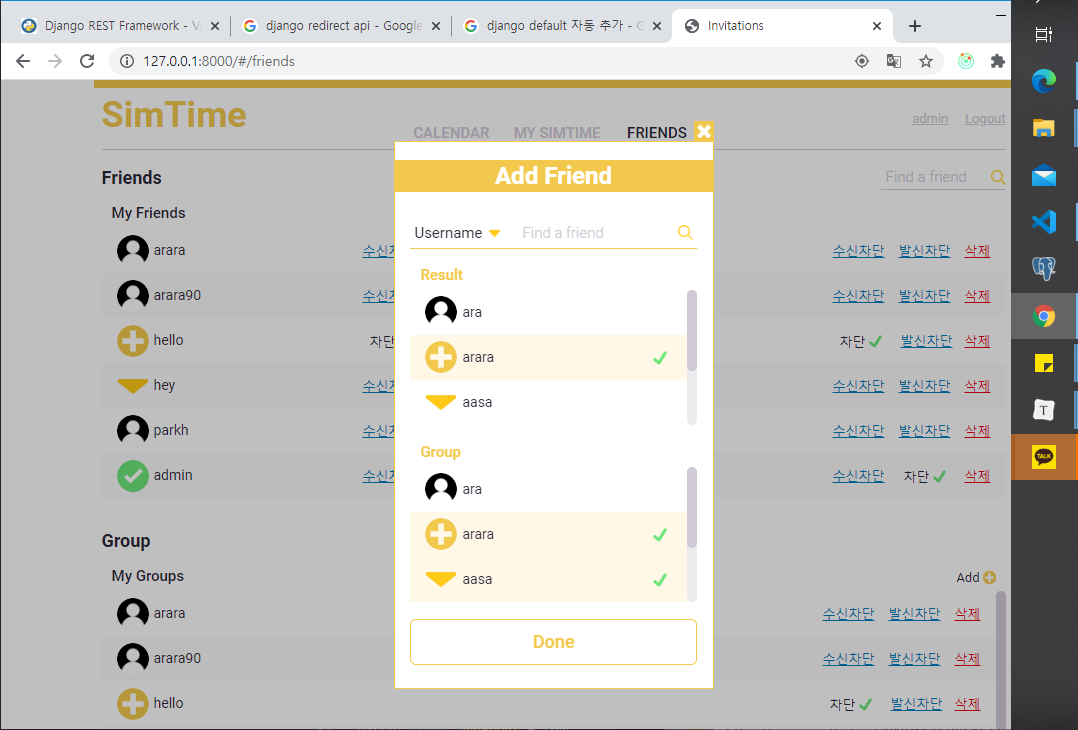 Django REST Framework - Vi
django redirect api - Google
django default 자동 추가 - G
Invitations
127.0.0.1:8000/#/friends
SimTime
CALENDAR MY SIMTIME FRIENDS
admin Logout
Add Friend
Friends
Find a friend
My Friends
Username Find a friend
arara 수신차단 발신차단 삭제
Result
arara90 수신차단 발신차단 삭제
ara
hello 차단 차단 발신차단 삭제
arara
hey 수신차단 발신차단 삭제
aasa
parkh 수신차단 발신차단 삭제
Group
admin 수신차단 차단 삭제
ara
Group
arara
My Groups Add
aasa
arara 수신차단 발신차단 삭제
Done
arara90 수신차단 발신차단 삭제
hello 차단 발신차단 삭제
T
TALK